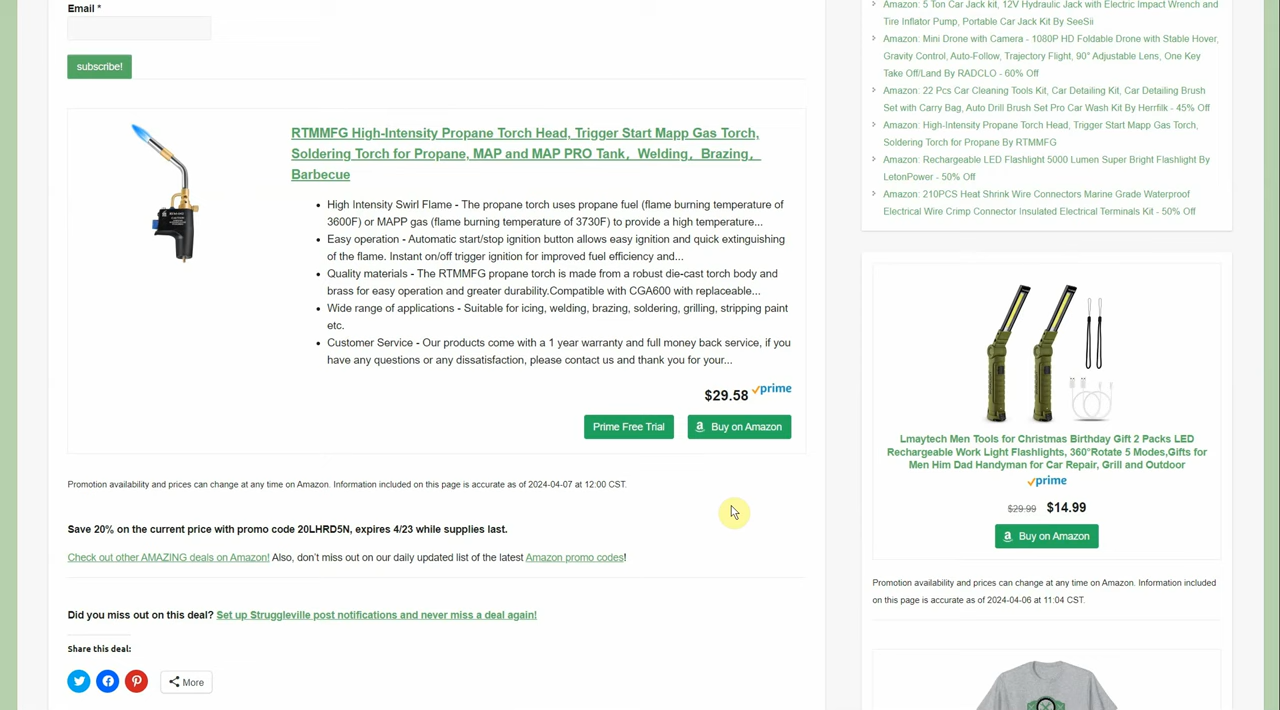 Email *
subscribe!
RTMMFG High-Intensity Propane Torch Head, Trigger Start Mapp Gas Torch,
Soldering Torch for Propane, MAP and MAP PRO Tank，Welding，Brazing，
Barbecue
• High Intensity Swirl Flame - The propane torch uses propane fuel (flame burning temperature of
3600F) or MAPP gas (flame burning temperature of 3730F) to provide a high temperature...
• Easy operation - Automatic start/stop ignition button allows easy ignition and quick extinguishing
of the flame. Instant on/off trigger ignition for improved fuel efficiency and...
• Quality materials - The RTMMFG propane torch is made from a robust die-cast torch body and
brass for easy operation and greater durability.Compatible with CGA600 with replaceable...
• Wide range of applications - Suitable for icing, welding, brazing, soldering, grilling, stripping paint
etc.
• Customer Service - Our products come with a 1 year warranty and full money back service, if you
have any questions or any dissatisfaction, please contact us and thank you for your...
$29.58 prime
Prime Free Trial
Buy on Amazon
Promotion availability and prices can change at any time on Amazon. Information included on this page is accurate as of 2024-04-07 at 12:00 CST.
Save 20% on the current price with promo code 20LHRD5N, expires 4/23 while supplies last.
Check out other AMAZING deals on Amazon! Also, don't miss out on our daily updated list of the latest Amazon promo codes!
Did you miss out on this deal? Set up Struggleville post notifications and never miss a deal again!
Share this deal:
More
Amazon: 5 Ton Car Jack kit, 12V Hydraulic Jack with Electric Impact Wrench and
Tire Inflator Pump, Portable Car Jack Kit By SeeSii
Amazon: Mini Drone with Camera - 1080P HD Foldable Drone with Stable Hover,
Gravity Control, Auto-Follow, Trajectory Flight, 90° Adjustable Lens, One Key
Take Off/Land By RADCLO - 60% Off
Amazon: 22 Pcs Car Cleaning Tools Kit, Car Detailing Kit, Car Detailing Brush
Set with Carry Bag, Auto Drill Brush Set Pro Car Wash Kit By Herrfilk - 45% Off
Amazon: High-Intensity Propane Torch Head, Trigger Start Mapp Gas Torch,
Soldering Torch for Propane By RTMMFG
Amazon: Rechargeable LED Flashlight 5000 Lumen Super Bright Flashlight By
LetonPower - 50% Off
Amazon: 210PCS Heat Shrink Wire Connectors Marine Grade Waterproof
Electrical Wire Crimp Connector Insulated Electrical Terminals Kit - 50% Off
Lmaytech Men Tools for Christmas Birthday Gift 2 Packs LED
Rechargeable Work Light Flashlights, 360°Rotate 5 Modes,Gifts for
Men Him Dad Handyman for Car Repair, Grill and Outdoor
prime
$29.99 $14.99
Buy on Amazon
Promotion availability and prices can change at any time on Amazon. Information included
on this page is accurate as of 2024-04-06 at 11:04 CST.